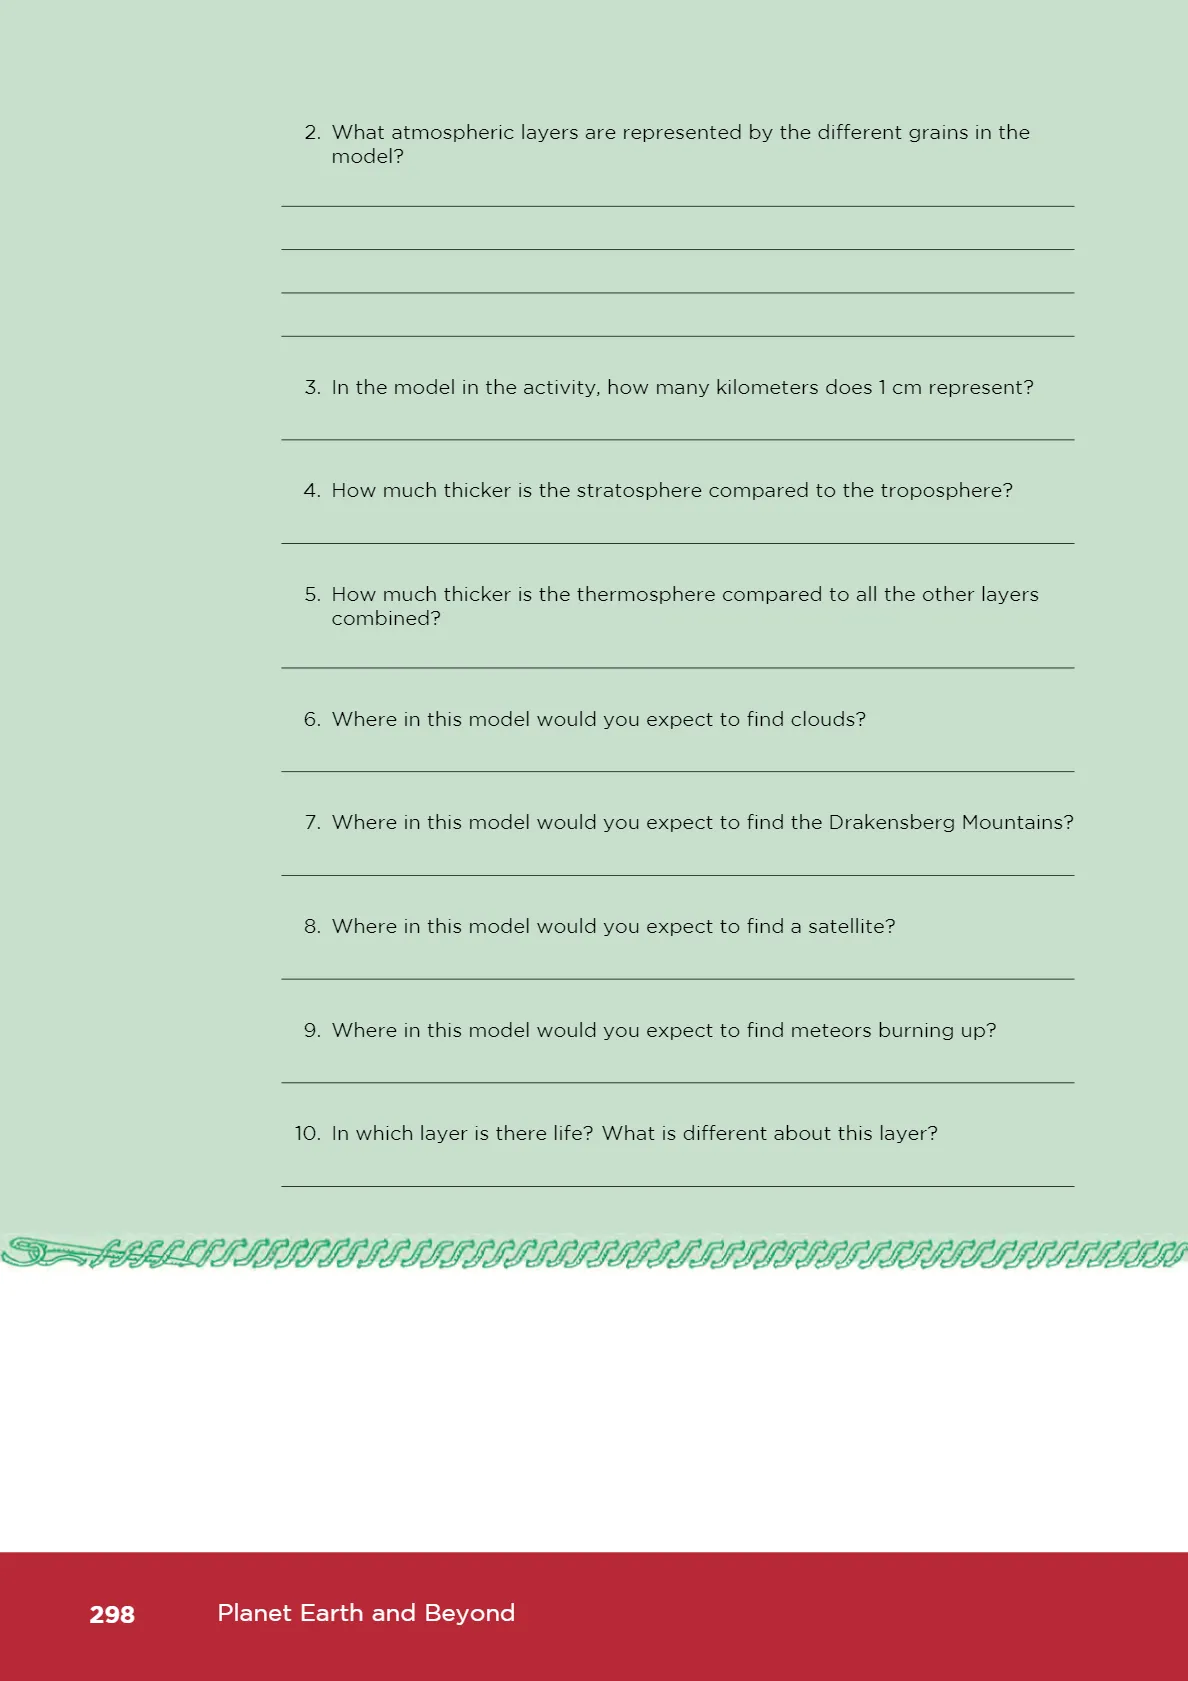 2. What atmospheric layers are represented by the different grains in the
model?
3. In the model in the activity, how many kilometers does 1 cm represent?
4. How much thicker is the stratosphere compared to the troposphere?
5. How much thicker is the thermosphere compared to all the other layers
combined?
6. Where in this model would you expect to find clouds?
7. Where in this model would you expect to find the Drakensberg Mountains?
8. Where in this model would you expect to find a satellite?
9. Where in this model would you expect to find meteors burning up?
10. In which layer is there life? What is different about this layer?
298 Planet Earth and Beyond